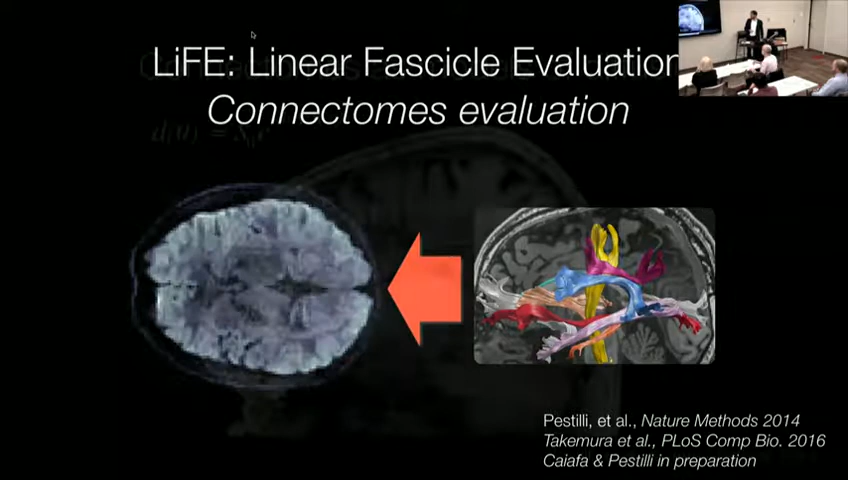 LiFE: Linear Fascicle Evaluation
Connectomes evaluation
Pestilli, et al., Nature Methods 2014
Takemura et al., PLoS Comp Bio. 2016
Caiafa & Pestilli in preparation